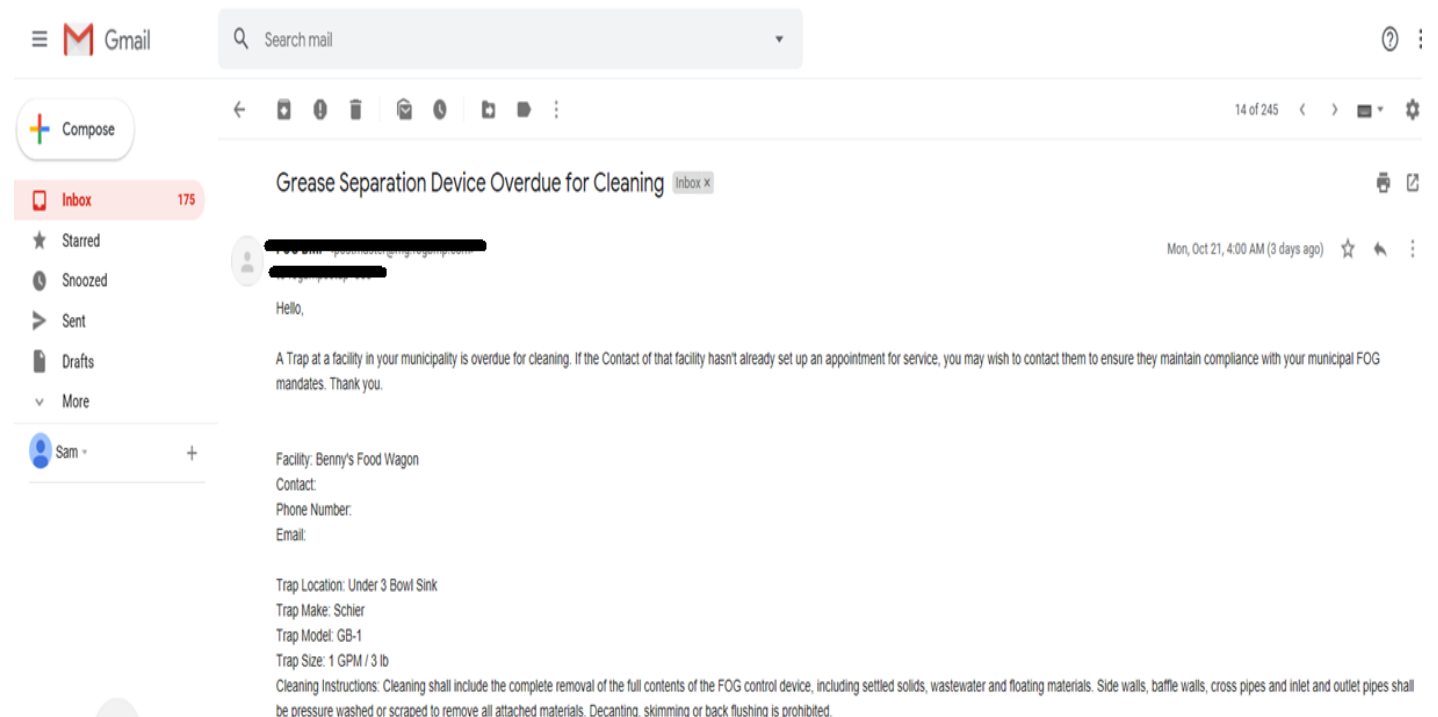 Gmail
Search mail
Compose
14 of 245
Inbox 175
Starred
Snoozed
Sent
Drafts
More
Sam
Grease Separation Device Overdue for Cleaning Inbox x
Mon, Oct 21, 4:00 AM (3 days ago)
Hello,
A Trap at a facility in your municipality is overdue for cleaning. If the Contact of that facility hasn't already set up an appointment for service, you may wish to contact them to ensure they maintain compliance with your municipal FOG
mandates. Thank you.
Facility: Benny's Food Wagon
Contact:
Phone Number:
Email:
Trap Location: Under 3 Bowl Sink
Trap Make: Schier
Trap Model: GB-1
Trap Size: 1 GPM / 3 lb
Cleaning Instructions: Cleaning shall include the complete removal of the full contents of the FOG control device, including settled solids, wastewater and floating materials. Side walls, baffle walls, cross pipes and inlet and outlet pipes shall
be pressure washed or scraped to remove all attached materials. Decanting, skimming or back flushing is prohibited.